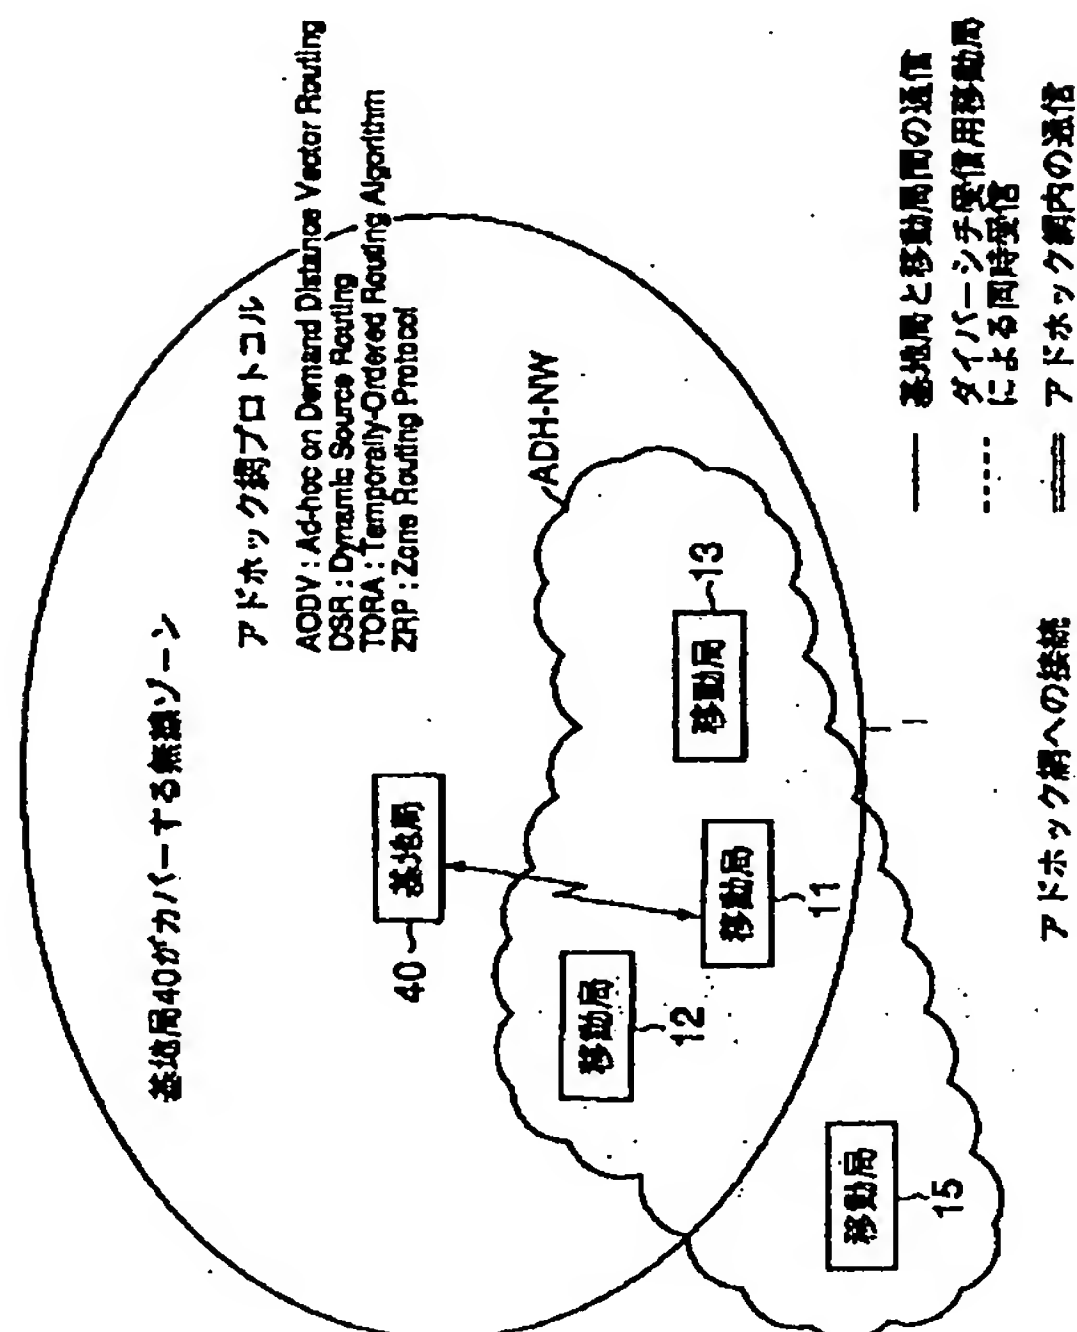 基地局40がカバーする無線ゾーン
アドホック網プロトコル
AODV : Ad-hoc on Demand Distance Vector Routing
DSR : Dynamic Source Routing
TORA : Temporally-Ordered Routing Algorithm
ZRP : Zone Routing Protocol
40
基地局
ADH-NW
移動局
12
移動局
11
移動局
13
移動局
15
基地局と移動局間の通信
ダイバーシチ受信用移動局
による同時受信
アドホック網内の通信
アドホック網への接続